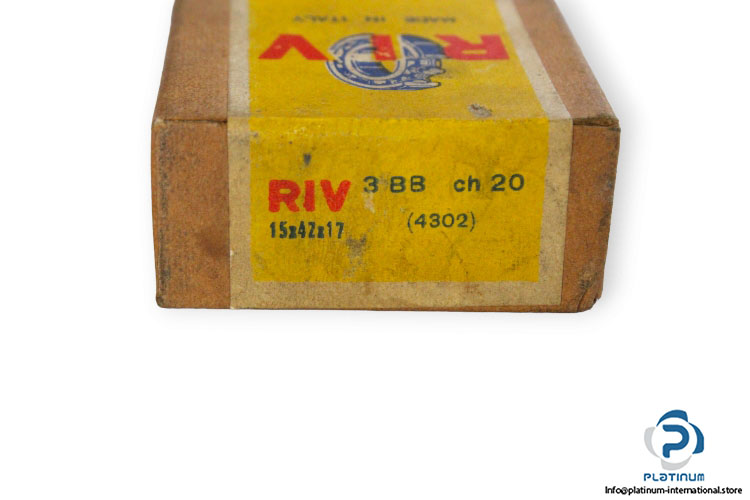 MADE IN ITALY
RIV
RIV 3 BB ch 20
15x42x17 (4302)
PLATINUM
Info@platinum-international.store